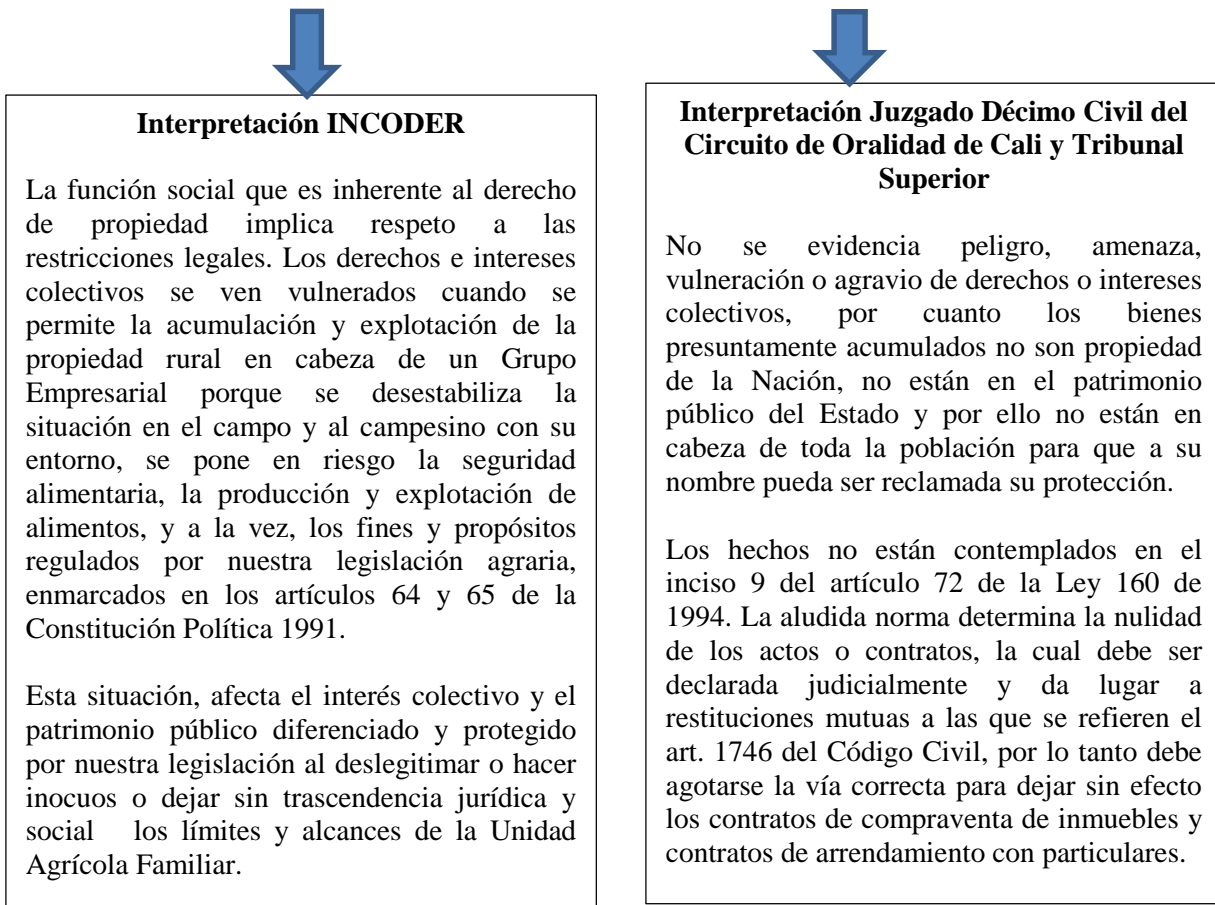 Interpretación INCODER
La función social que es inherente al derecho
de propiedad implica respeto a las
restricciones legales. Los derechos e intereses
colectivos se ven vulnerados cuando se
permite la acumulación y explotación de la
propiedad rural en cabeza de un Grupo
Empresarial porque se desestabiliza la
situación en el campo y al campesino con su
entorno, se pone en riesgo la seguridad
alimentaria, la producción y explotación de
alimentos, y a la vez, los fines y propósitos
regulados por nuestra legislación agraria,
enmarcados en los artículos 64 y 65 de la
Constitución Política 1991.
Esta situación, afecta el interés colectivo y el
patrimonio público diferenciado y protegido
por nuestra legislación al deslegitimar o hacer
inocuos o dejar sin trascendencia jurídica y
social los límites y alcances de la Unidad
Agrícola Familiar.
Interpretación Juzgado Décimo Civil del
Circuito de Oralidad de Cali y Tribunal
Superior
No se evidencia peligro, amenaza,
vulneración o agravio de derechos o intereses
colectivos, por cuanto los bienes
presuntamente acumulados no son propiedad
de la Nación, no están en el patrimonio
público del Estado y por ello no están en
cabeza de toda la población para que a su
nombre pueda ser reclamada su protección.
Los hechos no están contemplados en el
inciso 9 del artículo 72 de la Ley 160 de
1994. La aludida norma determina la nulidad
de los actos o contratos, la cual debe ser
declarada judicialmente y da lugar a
restituciones mutuas a las que se refieren el
art. 1746 del Código Civil, por lo tanto debe
agotarse la vía correcta para dejar sin efecto
los contratos de compraventa de inmuebles y
contratos de arrendamiento con particulares.